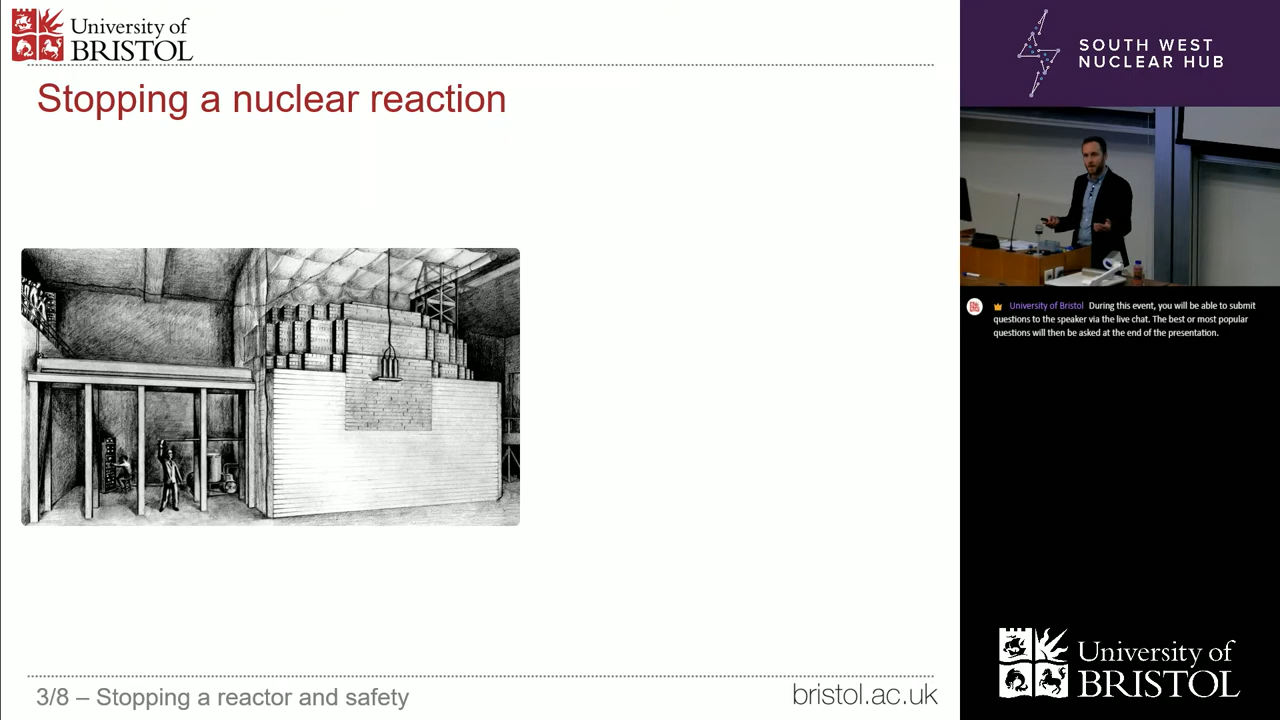 University of
BRISTOL
Stopping a nuclear reaction
3/8 – Stopping a reactor and safety
bristol.ac.uk
SOUTH WEST
NUCLEAR HUB
University of Bristol During this event, you will be able to submit
questions to the speaker via the live chat. The best or most popular
questions will then be asked at the end of the presentation.
University of
BRISTOL